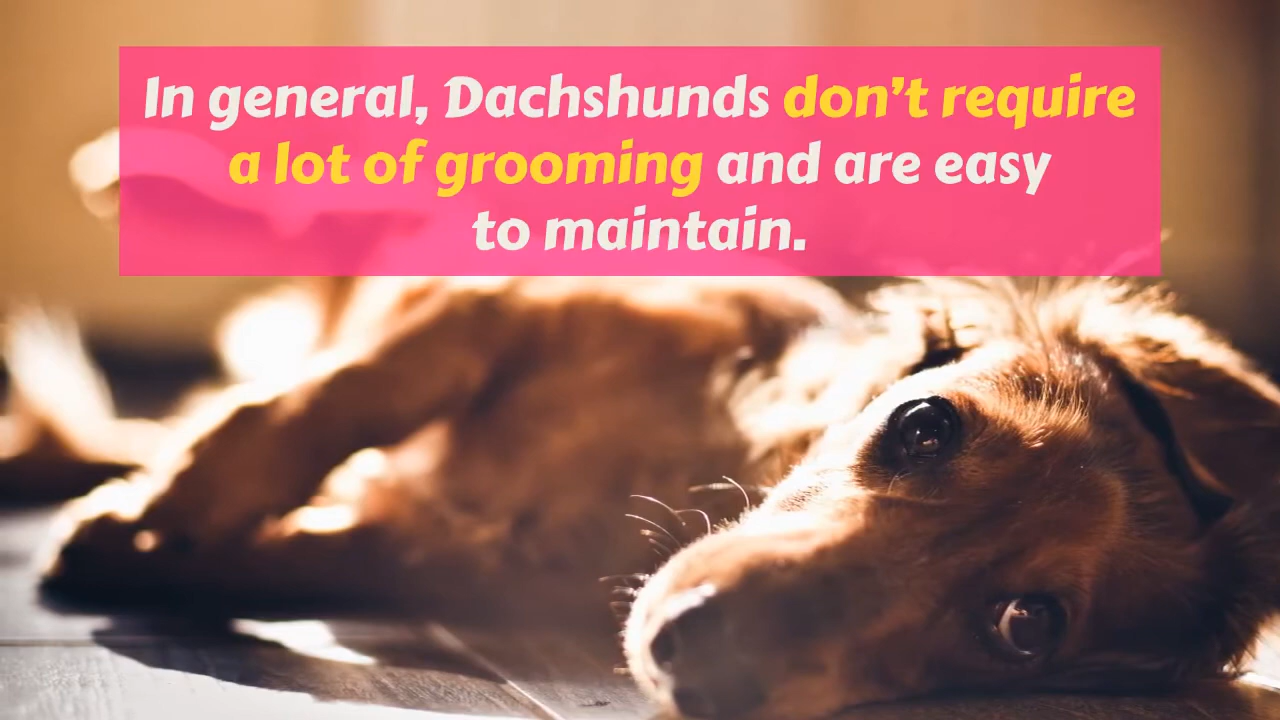 In general, Dachshunds don’t require
a lot of grooming and are easy
to maintain.